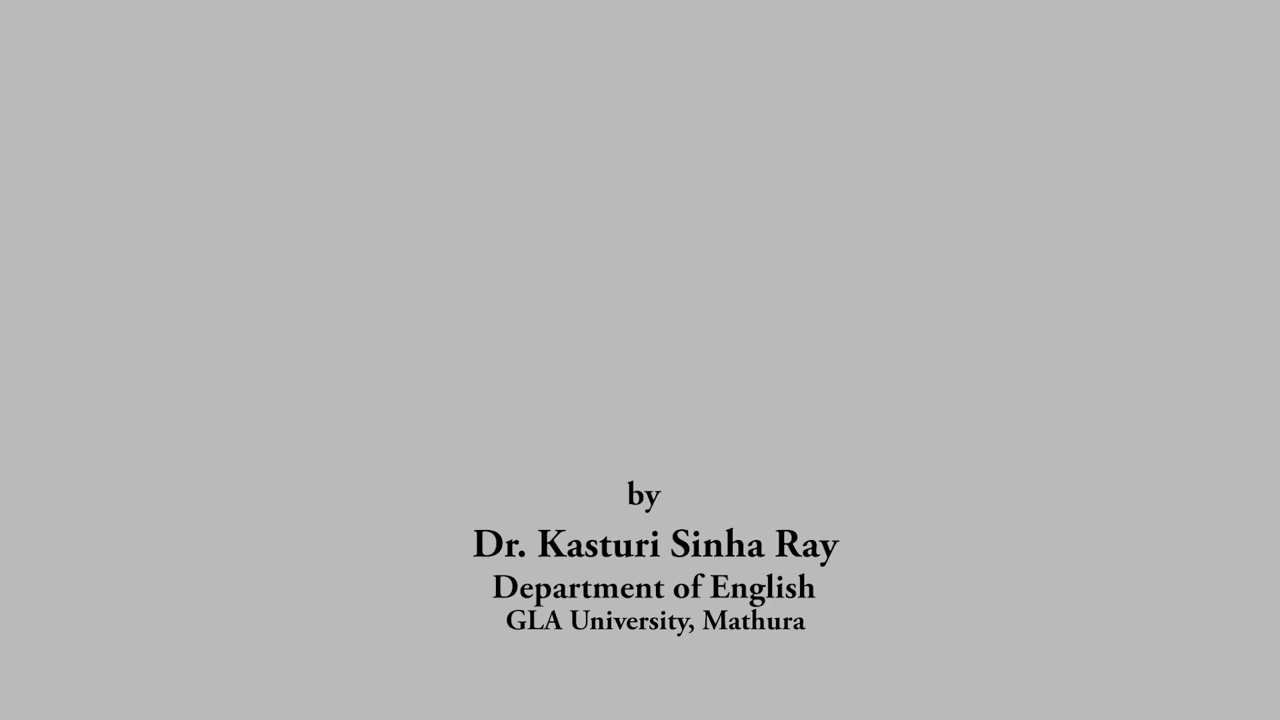 by
Dr. Kasturi Sinha Ray
Department of English
GLA University, Mathura